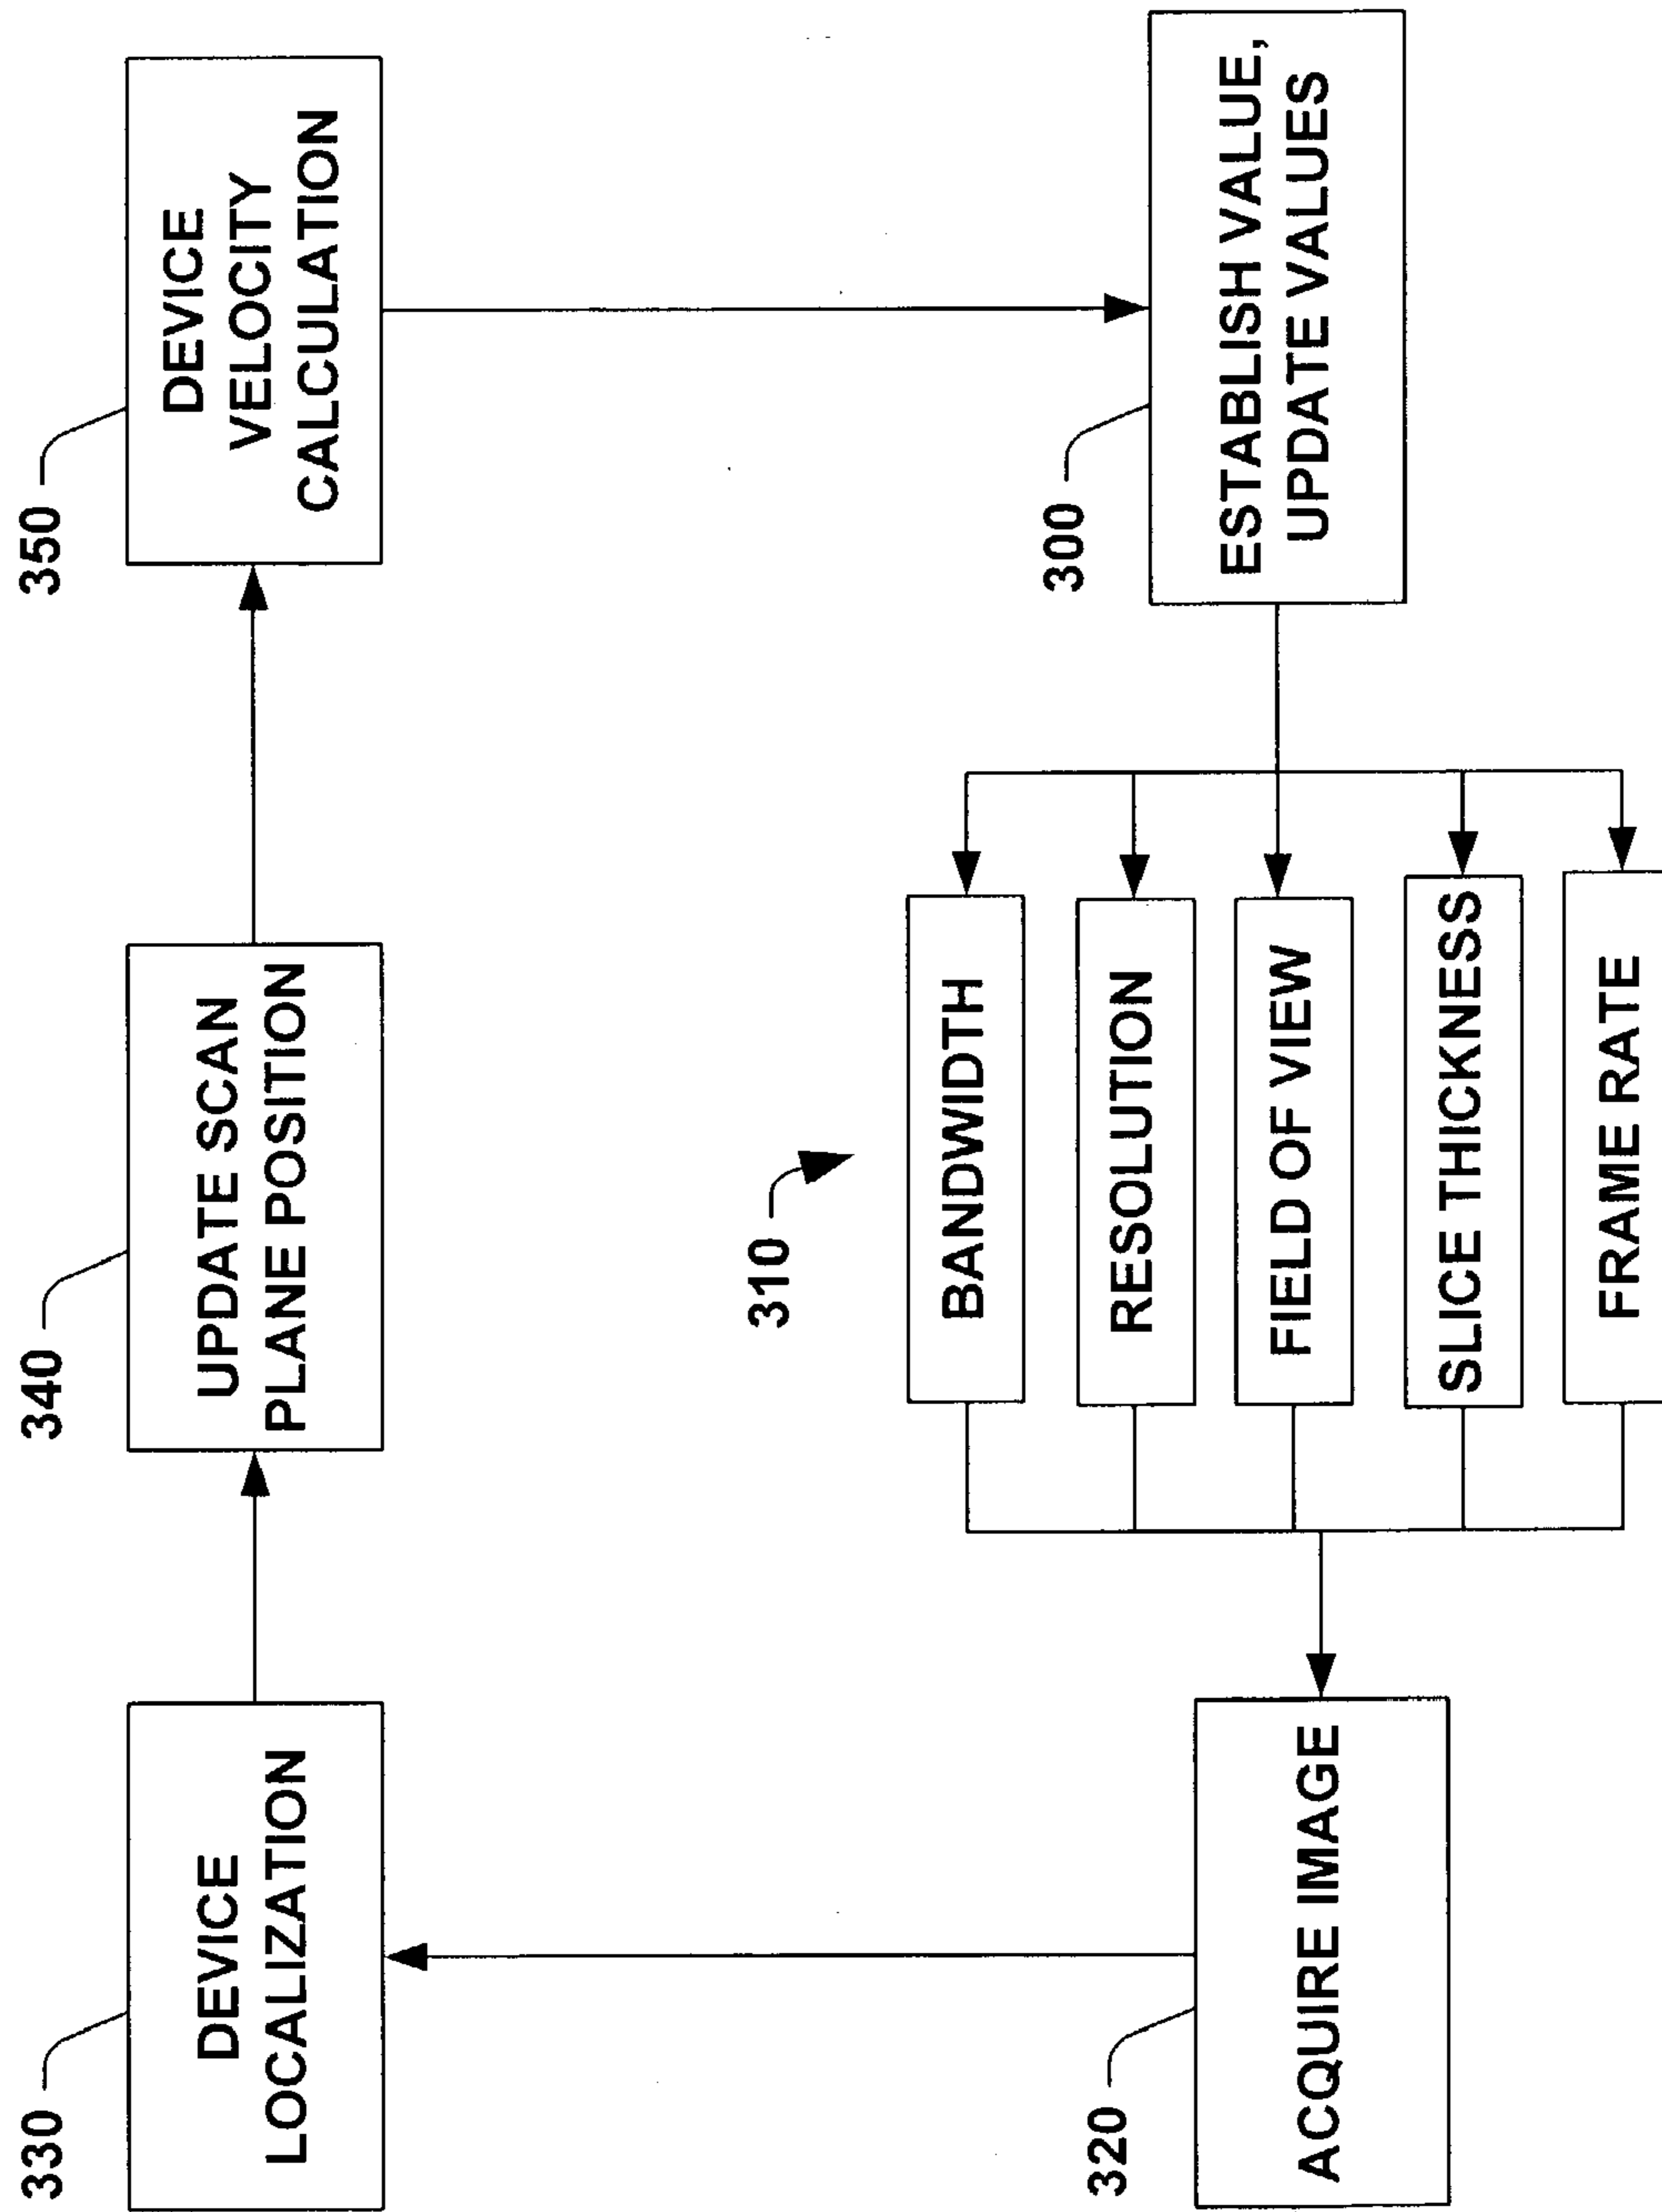 330
DEVICE
LOCALIZATION
340
UPDATE SCAN
PLANE POSITION
350
DEVICE
VELOCITY
CALCULATION
310
320
ACQUIRE IMAGE
BANDWIDTH
RESOLUTION
FIELD OF VIEW
SLICE THICKNESS
FRAME RATE
300
ESTABLISH VALUE,
UPDATE VALUES